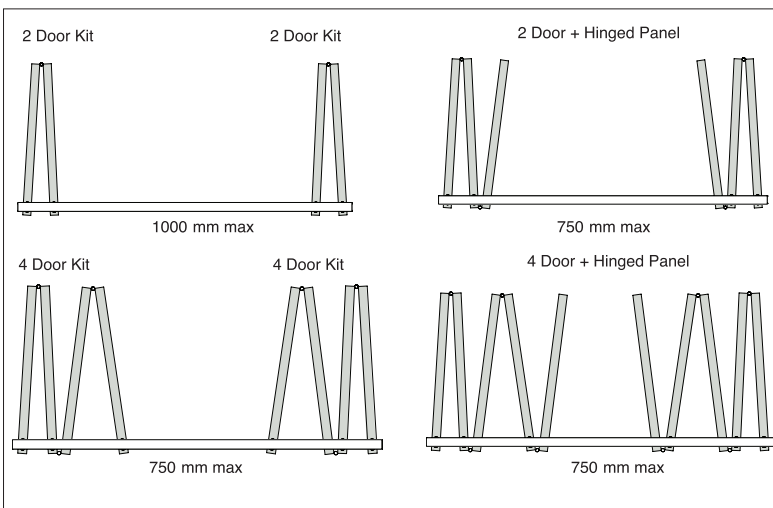 2 Door Kit
2 Door Kit
1000 mm max
2 Door + Hinged Panel
750 mm max
4 Door Kit
4 Door Kit
750 mm max
4 Door + Hinged Panel
750 mm max